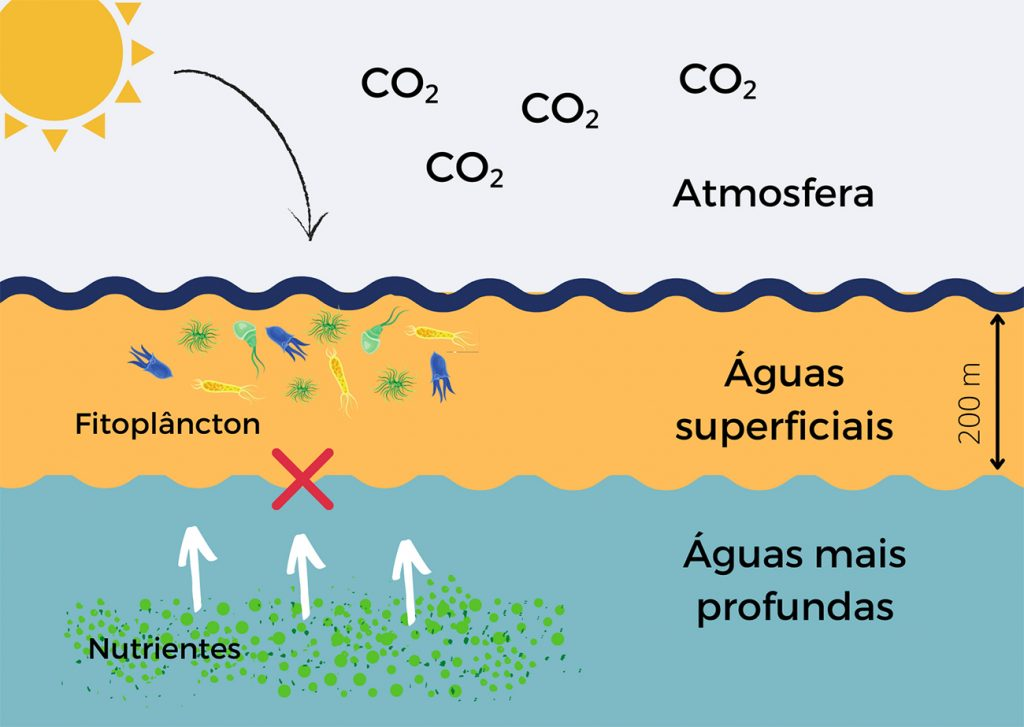 CO₂
CO₂
CO₂
CO₂
Atmosfera
Águas
superficiais
200 m
Fitoplâncton
Águas mais
profundas
Nutrientes